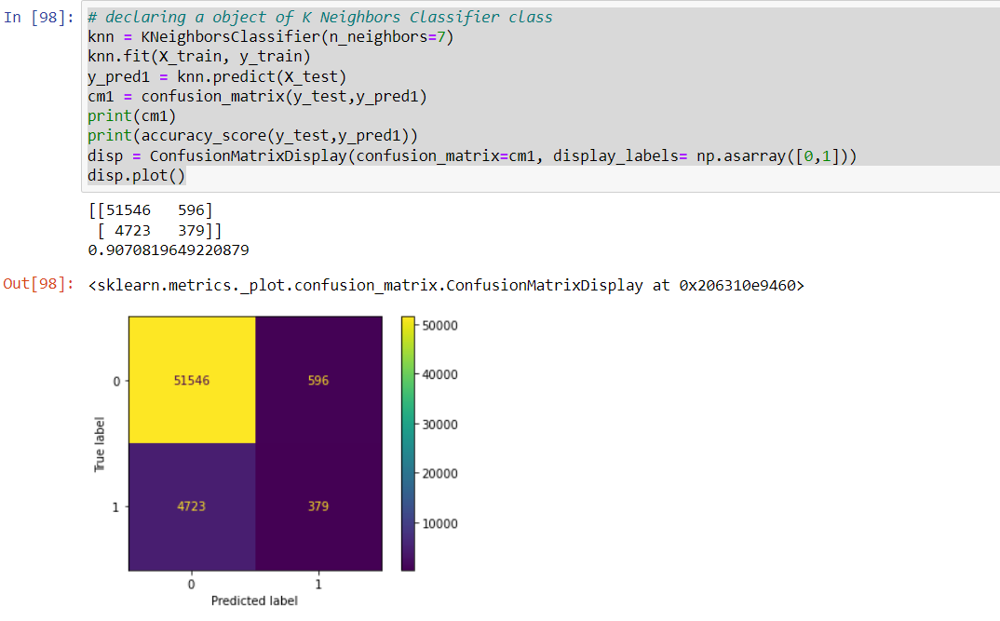 In [98]: # declaring a object of K Neighbors Classifier class
knn = KNeighborsClassifier(n_neighbors=7)
knn.fit(X_train, y_train)
y_pred1 = knn.predict(X_test)
cm1 = confusion_matrix(y_test,y_pred1)
print(cm1)
print(accuracy_score(y_test,y_pred1))
disp = ConfusionMatrixDisplay(confusion_matrix=cm1, display_labels= np.asarray([0,1]))
disp.plot()
[[51546   596]
 [ 4723   379]]
0.9070819649220879
Out[98]: <sklearn.metrics._plot.confusion_matrix.ConfusionMatrixDisplay at 0x206310e9460>
50000
0 51546 596
40000
30000
True label
20000
1 4723 379
10000
0 1
Predicted label